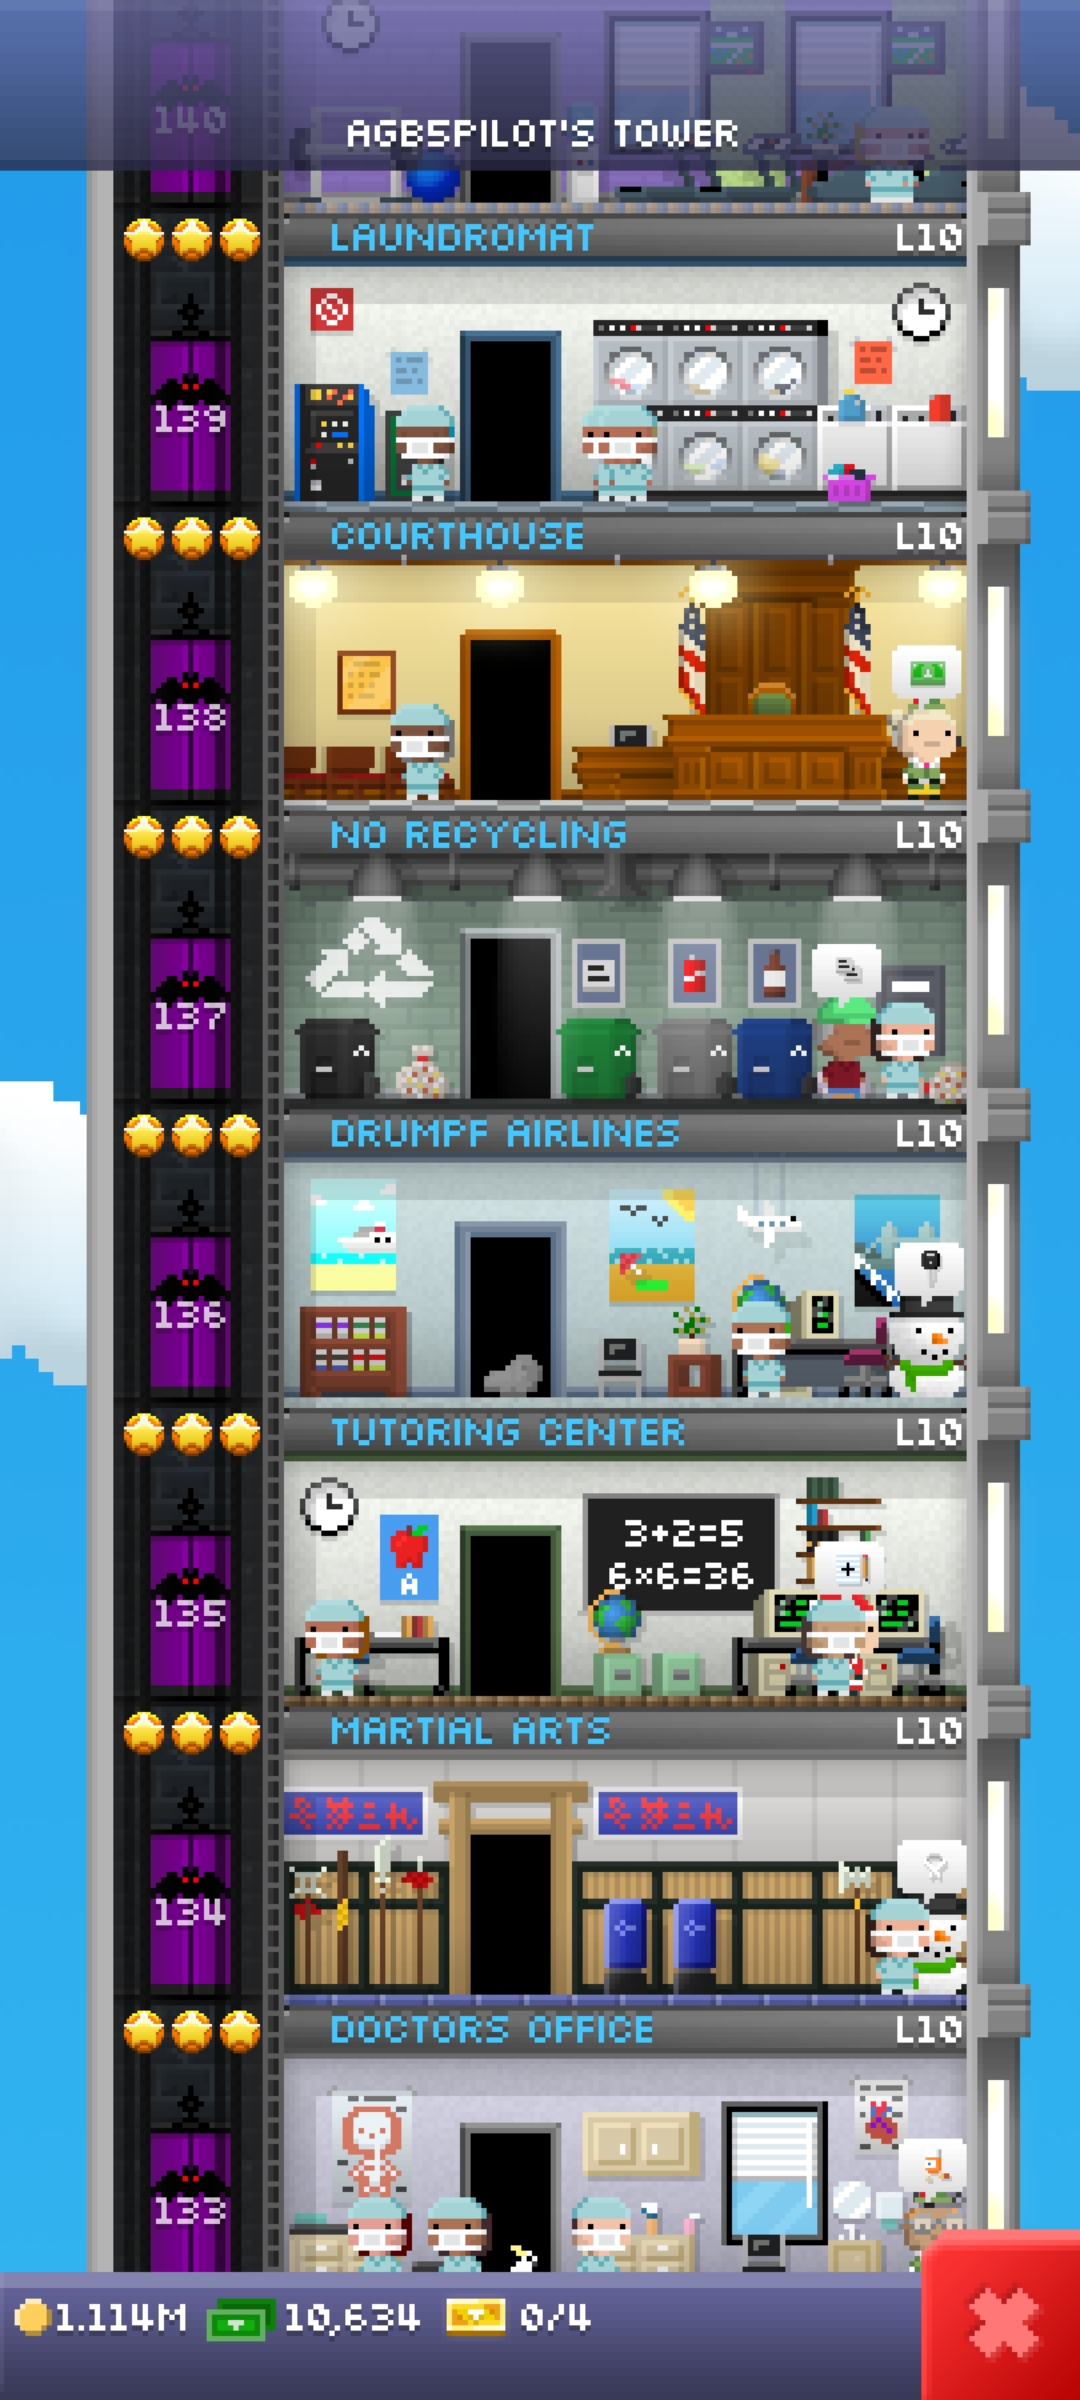 140
AGB5PILOT'S TOWER
LAUNDROMAT L10
139
COURTHOUSE L10
138
NO RECYCLING L10
137
DRUMPF AIRLINES L10
136
TUTORING CENTER L10
3+2=5
6×6=36
A
135
MARTIAL ARTS L10
134
DOCTORS OFFICE L10
133
1.114M 10,634 0/4